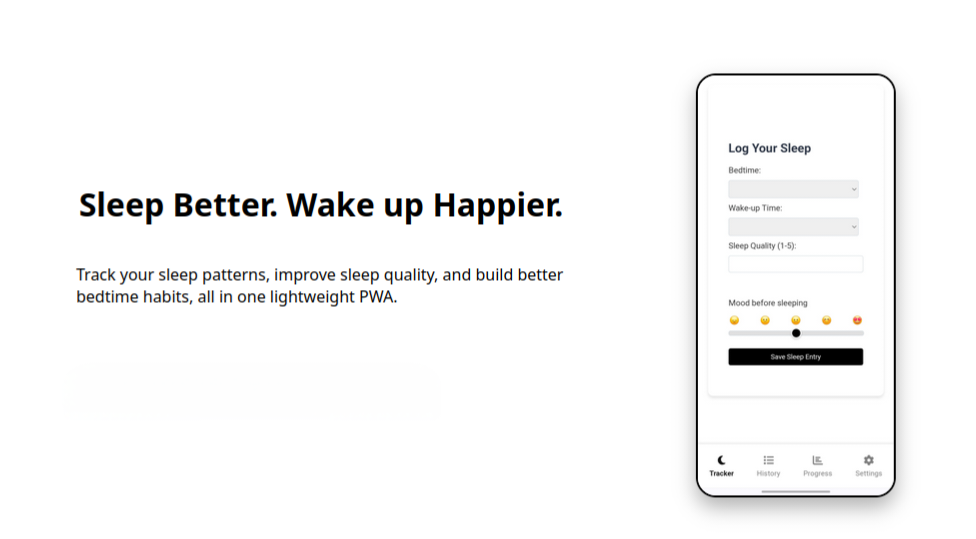 Sleep Better. Wake up Happier.
Track your sleep patterns, improve sleep quality, and build better
bedtime habits, all in one lightweight PWA.
Log Your Sleep
Bedtime:
Wake-up Time:
Sleep Quality (1-5):
Mood before sleeping
Save Sleep Entry
Tracker History Progress Settings